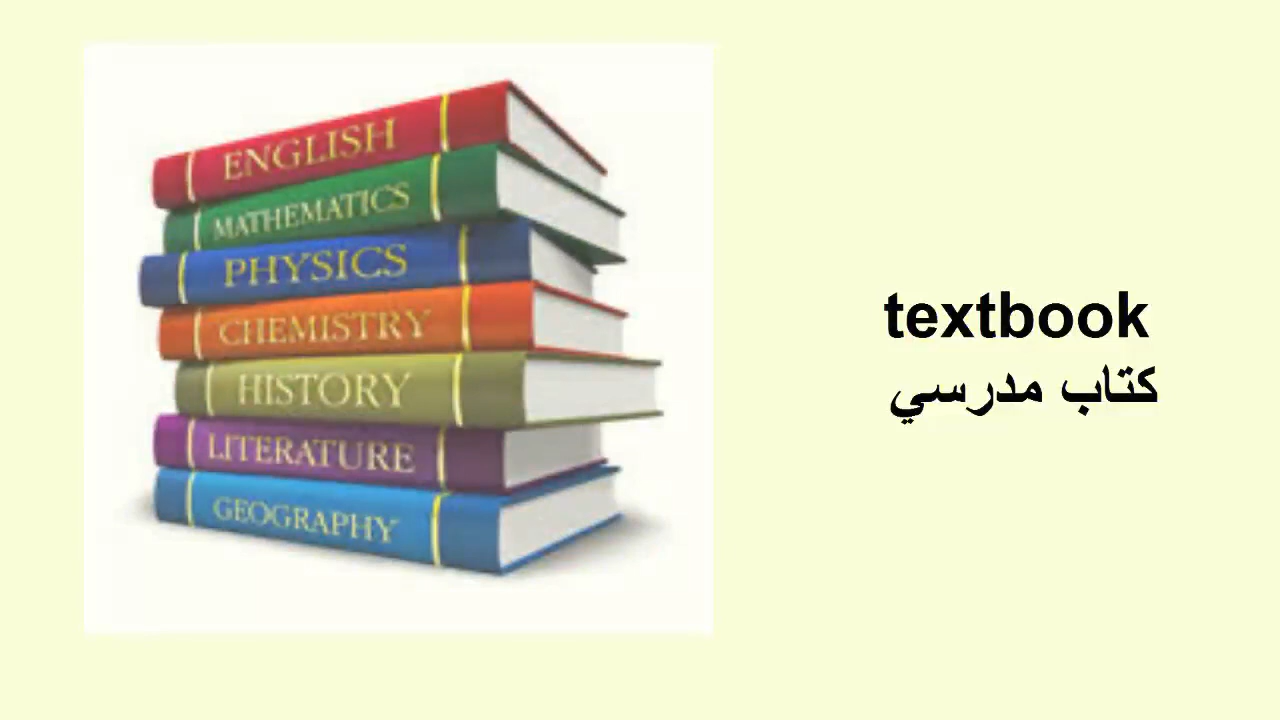 ENGLISH
MATHEMATICS
PHYSICS
CHEMISTRY
HISTORY
LITERATURE
GEOGRAPHY
textbook
كتاب مدرسي